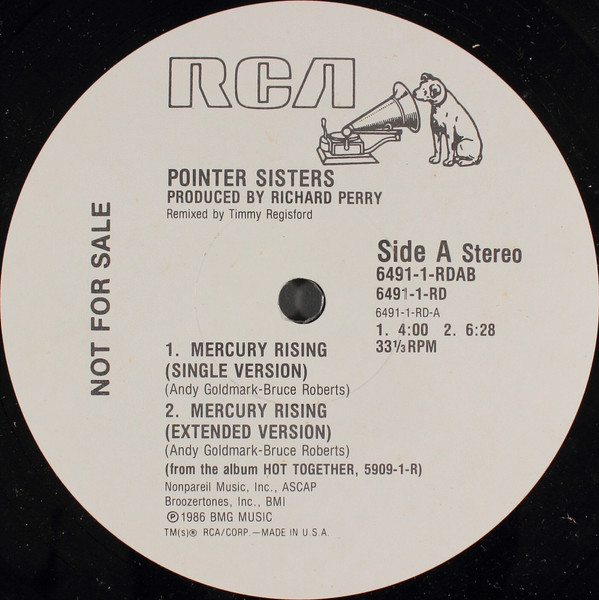 RCA
POINTER SISTERS
PRODUCED BY RICHARD PERRY
Remixed by Timmy Regisford
NOT FOR SALE
Side A Stereo
6491-1-RDAB
6491-1-RD
6491-1-RD-A
1. 4:00 2. 6:28
33⅓ RPM
1. MERCURY RISING
(SINGLE VERSION)
(Andy Goldmark-Bruce Roberts)
2. MERCURY RISING
(EXTENDED VERSION)
(Andy Goldmark-Bruce Roberts)
(from the album HOT TOGETHER, 5909-1-R)
Nonpareil Music, Inc., ASCAP
Broozertones, Inc., BMI
℗1986 BMG MUSIC
TM(s)® RCA/CORP.—MADE IN U.S.A.